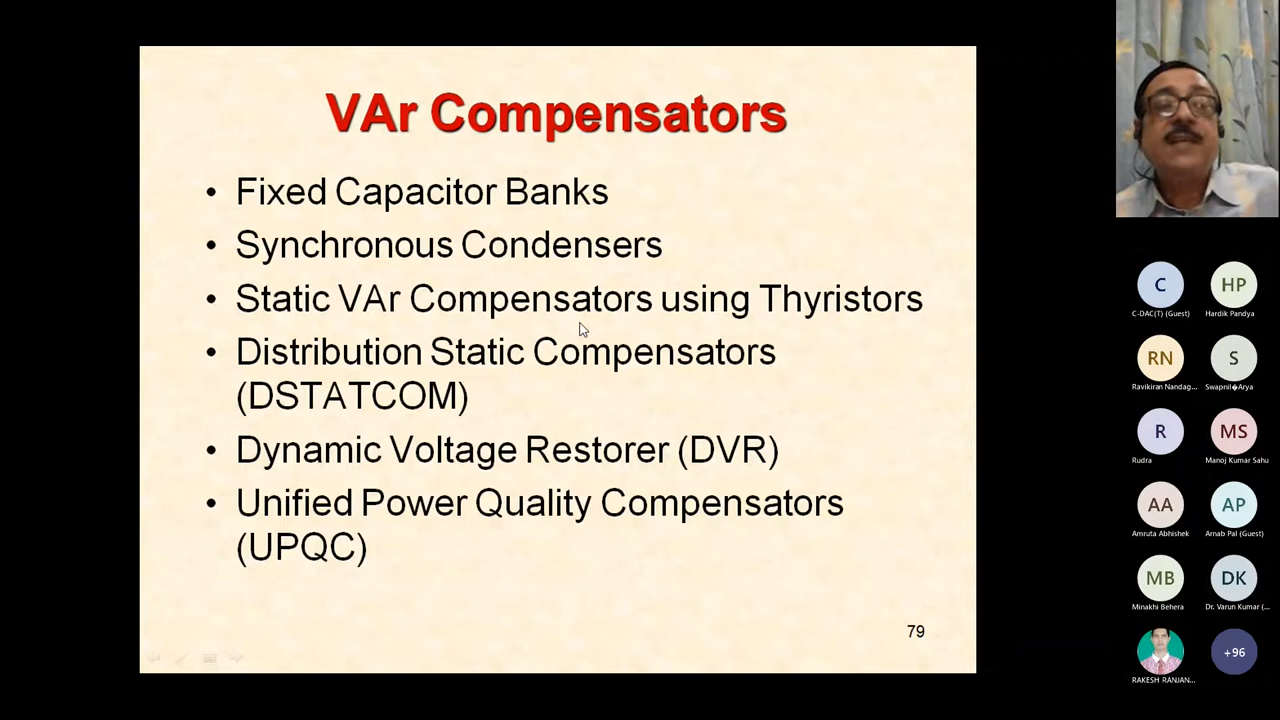 VAr Compensators
• Fixed Capacitor Banks
• Synchronous Condensers
• Static VAr Compensators using Thyristors
• Distribution Static Compensators
(DSTATCOM)
• Dynamic Voltage Restorer (DVR)
• Unified Power Quality Compensators
(UPQC)
79
C
HP
C-DAC(T) (Guest)
Hardik Pandya
RN
S
Ravikiran Nandag...
Swapnil�Arya
R
MS
Rudra
Manoj Kumar Sahu
AA
AP
Amruta Abhishek
Arnab Pal (Guest)
MB
DK
Minakhi Behera
Dr. Varun Kumar (...
+96
RAKESH RANJAN...